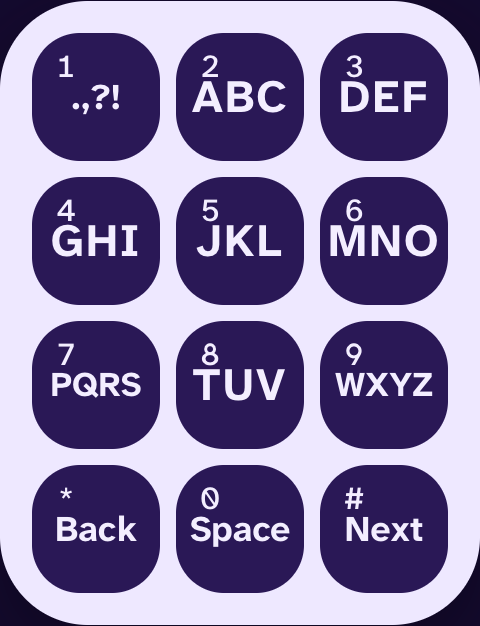 1 2 3
.,?! ABC DEF
4 5 6
GHI JKL MNO
7 8 9
PQRS TUV WXYZ
* 0 #
Back Space Next